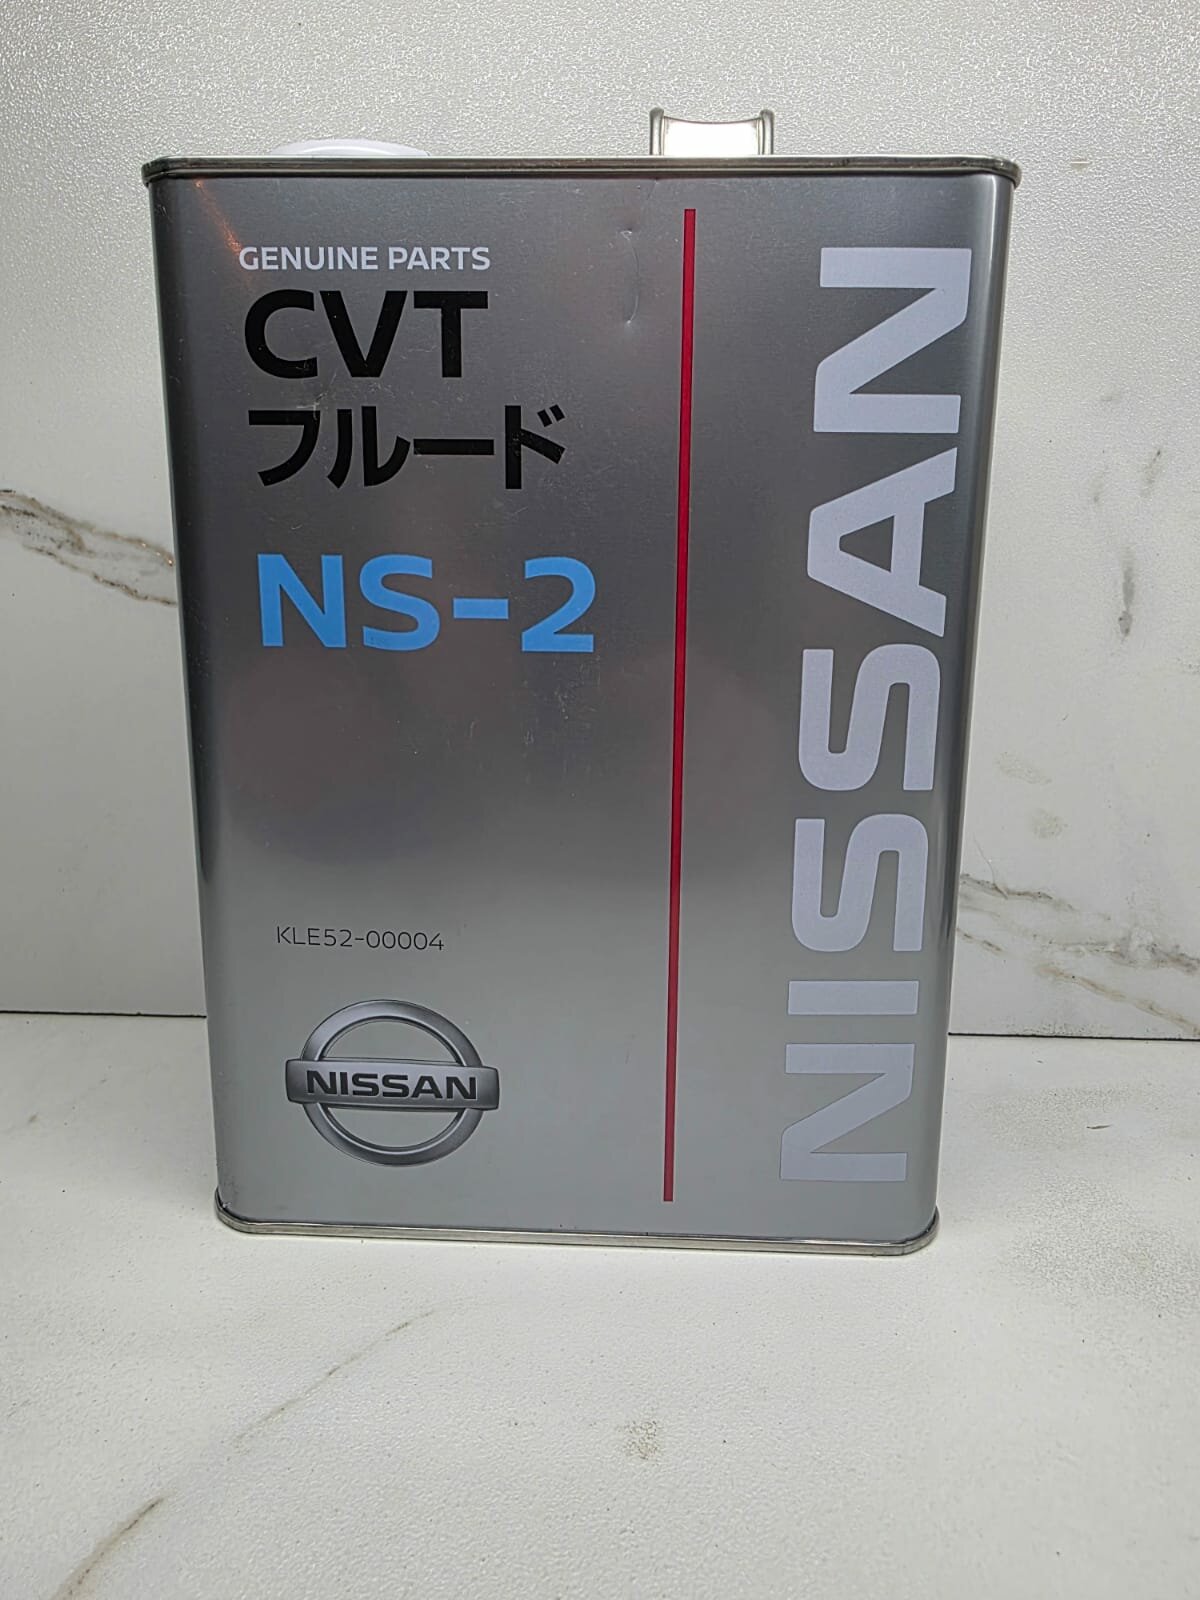 GENUINE PARTS
CVT
フルード
NS-2
KLE52-00004
NISSAN
NISSAN